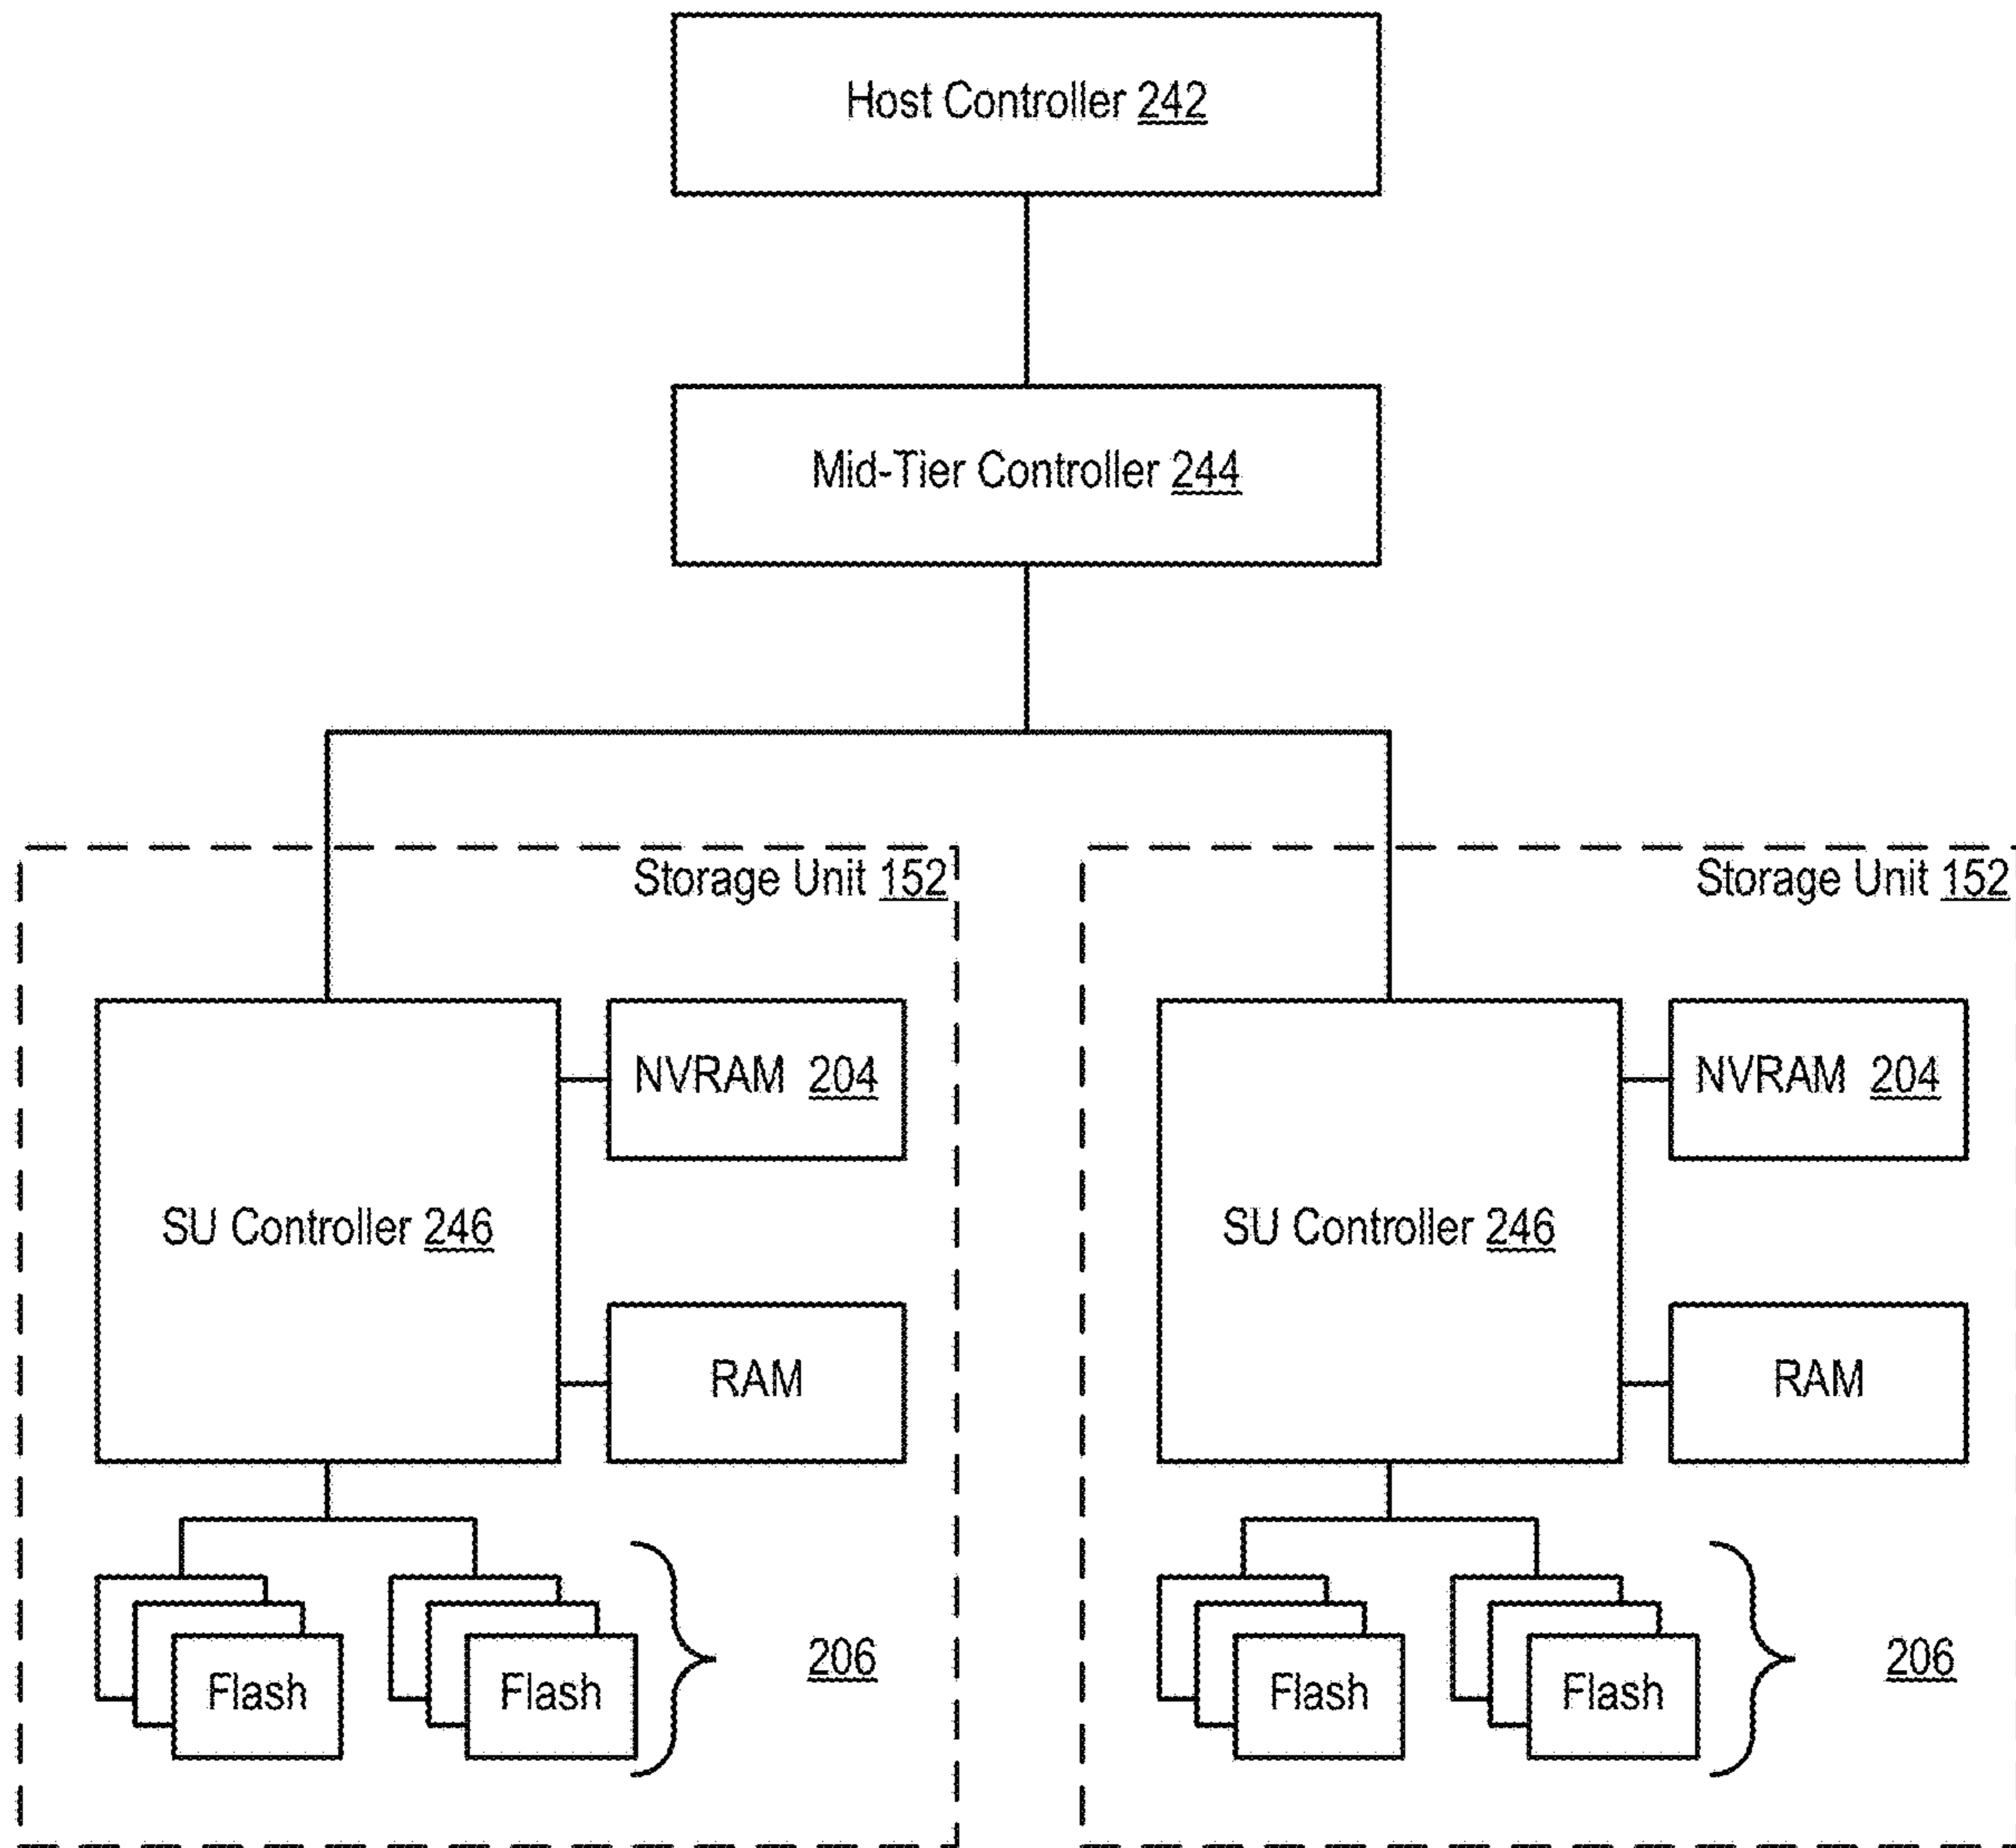 Host Controller 242
Mid-Tier Controller 244
Storage Unit 152
Storage Unit 152
NVRAM 204
NVRAM 204
SU Controller 246
SU Controller 246
RAM
RAM
206
206
Flash
Flash
Flash
Flash